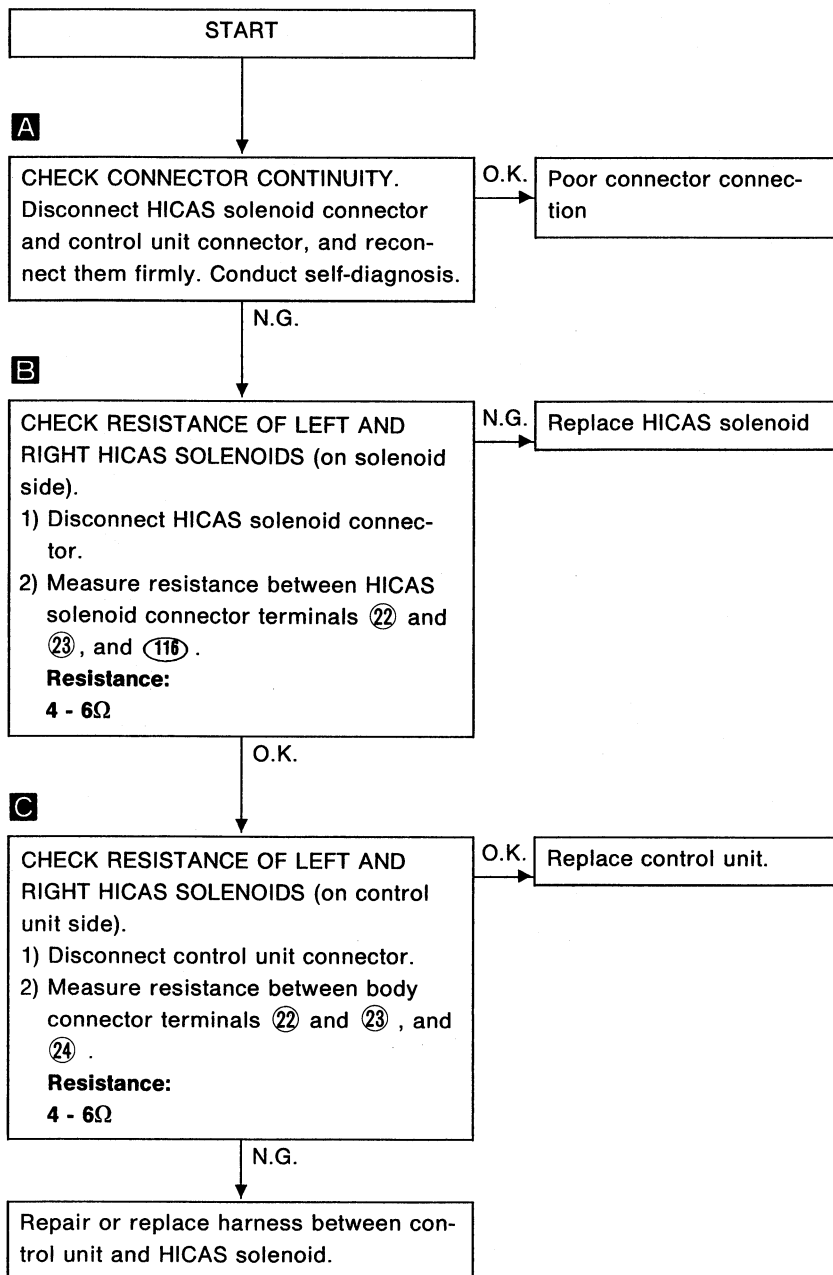 START
A
CHECK CONNECTOR CONTINUITY.
Disconnect HICAS solenoid connector
and control unit connector, and recon-
nect them firmly. Conduct self-diagnosis.
O.K.
Poor connector connec-
tion
N.G.
B
CHECK RESISTANCE OF LEFT AND
RIGHT HICAS SOLENOIDS (on solenoid
side).
1) Disconnect HICAS solenoid connec-
tor.
2) Measure resistance between HICAS
solenoid connector terminals 22 and
23, and 116.
Resistance:
4 - 6Ω
N.G.
Replace HICAS solenoid
O.K.
C
CHECK RESISTANCE OF LEFT AND
RIGHT HICAS SOLENOIDS (on control
unit side).
1) Disconnect control unit connector.
2) Measure resistance between body
connector terminals 22 and 23, and
24.
Resistance:
4 - 6Ω
O.K.
Replace control unit.
N.G.
Repair or replace harness between con-
trol unit and HICAS solenoid.